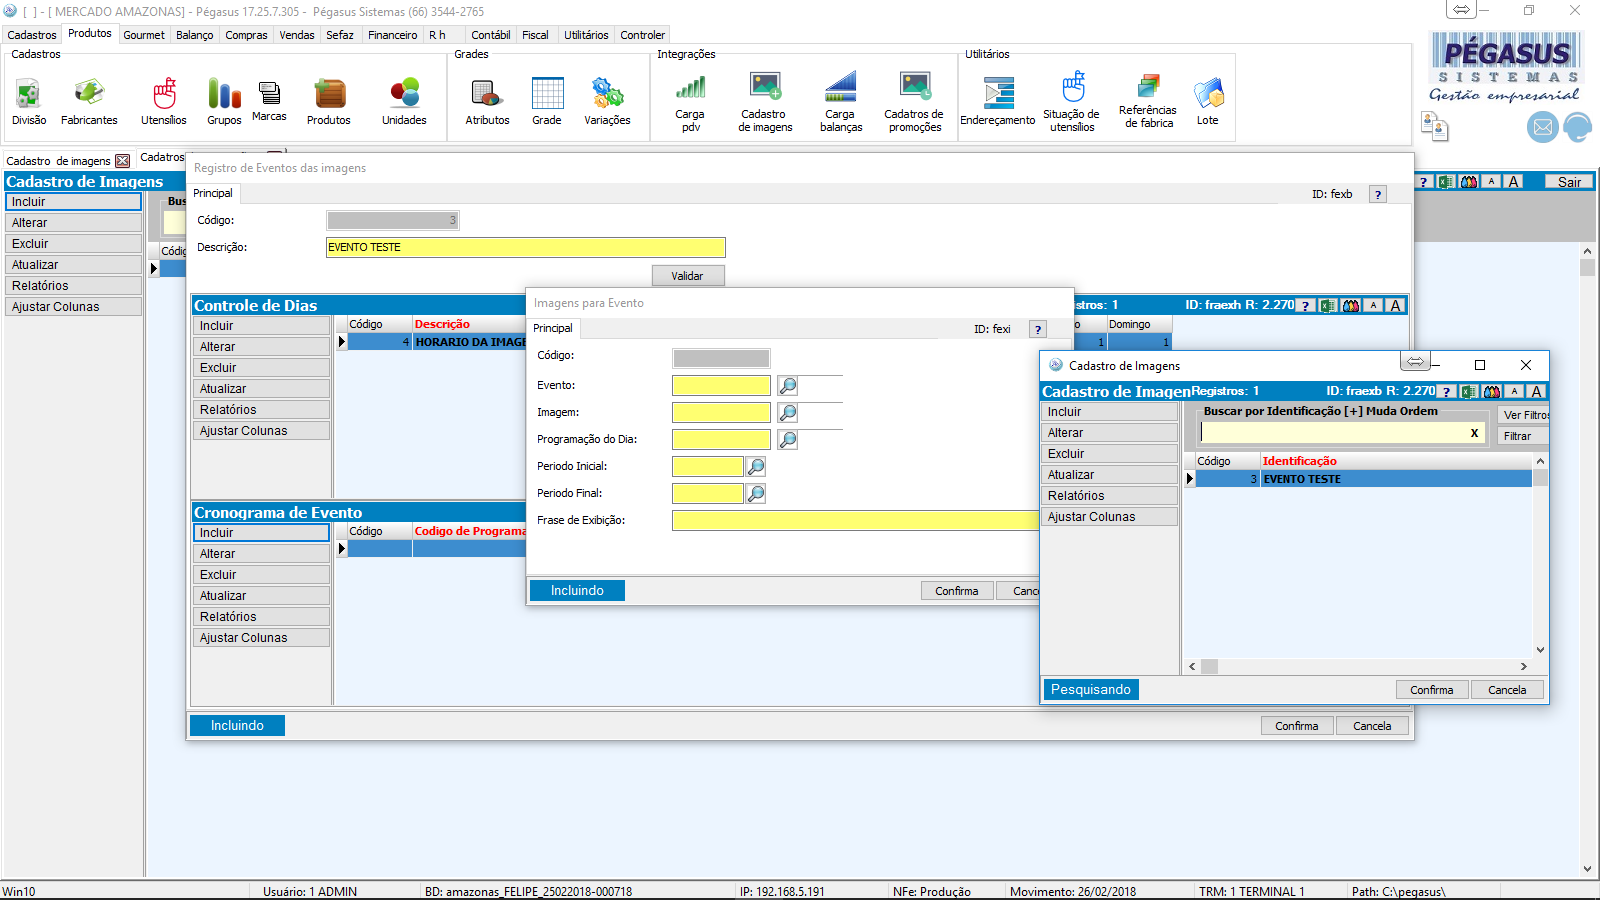 [ ] - [ MERCADO AMAZONAS] - Pégasus 17.25.7.305 - Pégasus Sistemas (66) 3544-2765
Cadastros Produtos Gourmet Balanço Compras Vendas Sefaz Financeiro R h Contábil Fiscal Utilitários Controler
Cadastros Grades Integrações Utilitários
Divisão Fabricantes Utensílios Grupos Marcas Produtos Unidades Atributos Grade Variações
Carga pdv
Cadastro de imagens
Carga balanças
Cadatros de promoções
Endereçamento
Situação de utensílios
Referências de fabrica
Lote
PÉGASUS
SISTEMAS
Gestão empresarial
Cadastro de imagens Cadatros
Cadastro de Imagens
? A A Sair
Incluir
Alterar
Excluir
Atualizar
Relatórios
Ajustar Colunas
Bus
Códig
Registro de Eventos das imagens
Principal
ID: fexb ?
Código: 3
Descrição: EVENTO TESTE
Validar
Controle de Dias
stros: 1 ID: fraexh R: 2.270 ? A A
Incluir
Alterar
Excluir
Atualizar
Relatórios
Ajustar Colunas
Código Descrição o Domingo
4 HORARIO DA IMAGE 1 1
Cronograma de Evento
Incluir
Alterar
Excluir
Atualizar
Relatórios
Ajustar Colunas
Código Codigo de Programa
Incluindo
Confirma Cancela
Imagens para Evento
Principal
ID: fexi ?
Código:
Evento:
Imagem:
Programação do Dia:
Periodo Inicial:
Periodo Final:
Frase de Exibição:
Incluindo
Confirma Canc
Cadastro de Imagens
Cadastro de Imagen Registros: 1 ID: fraexb R: 2.270 ? A A
Incluir
Alterar
Excluir
Atualizar
Relatórios
Ajustar Colunas
Buscar por Identificação [+] Muda Ordem
x
Ver Filtros
Filtrar
Código Identificação
3 EVENTO TESTE
Pesquisando
Confirma Cancela
Win10 Usuário: 1 ADMIN BD: amazonas_FELIPE_25022018-000718 IP: 192.168.5.191 NFe: Produção Movimento: 26/02/2018 TRM: 1 TERMINAL 1 Path: C:\pegasus\